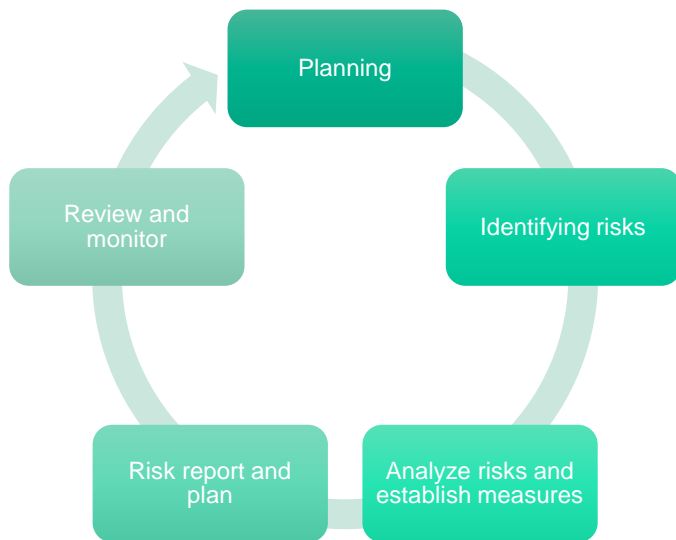 Planning
Identifying risks
Analyze risks and
establish measures
Risk report and
plan
Review and
monitor